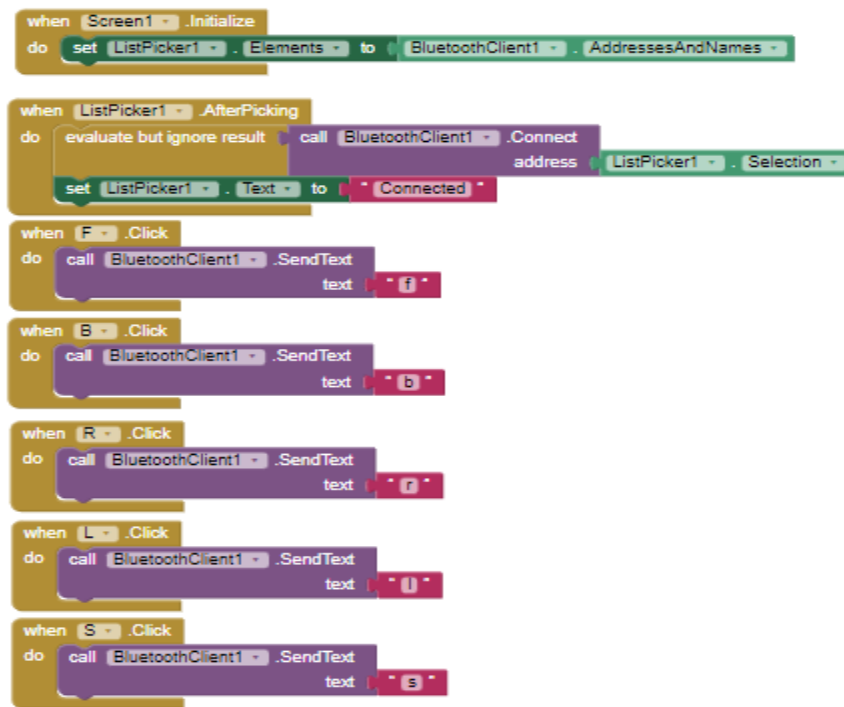 when Screen1 .Initialize
do set ListPicker1 . Elements to BluetoothClient1 . AddressesAndNames
when ListPicker1 .AfterPicking
do evaluate but ignore result call BluetoothClient1 .Connect
address ListPicker1 . Selection
set ListPicker1 . Text to " Connected "
when F .Click
do call BluetoothClient1 .SendText
text " f "
when B .Click
do call BluetoothClient1 .SendText
text " b "
when R .Click
do call BluetoothClient1 .SendText
text " r "
when L .Click
do call BluetoothClient1 .SendText
text " l "
when S .Click
do call BluetoothClient1 .SendText
text " s "